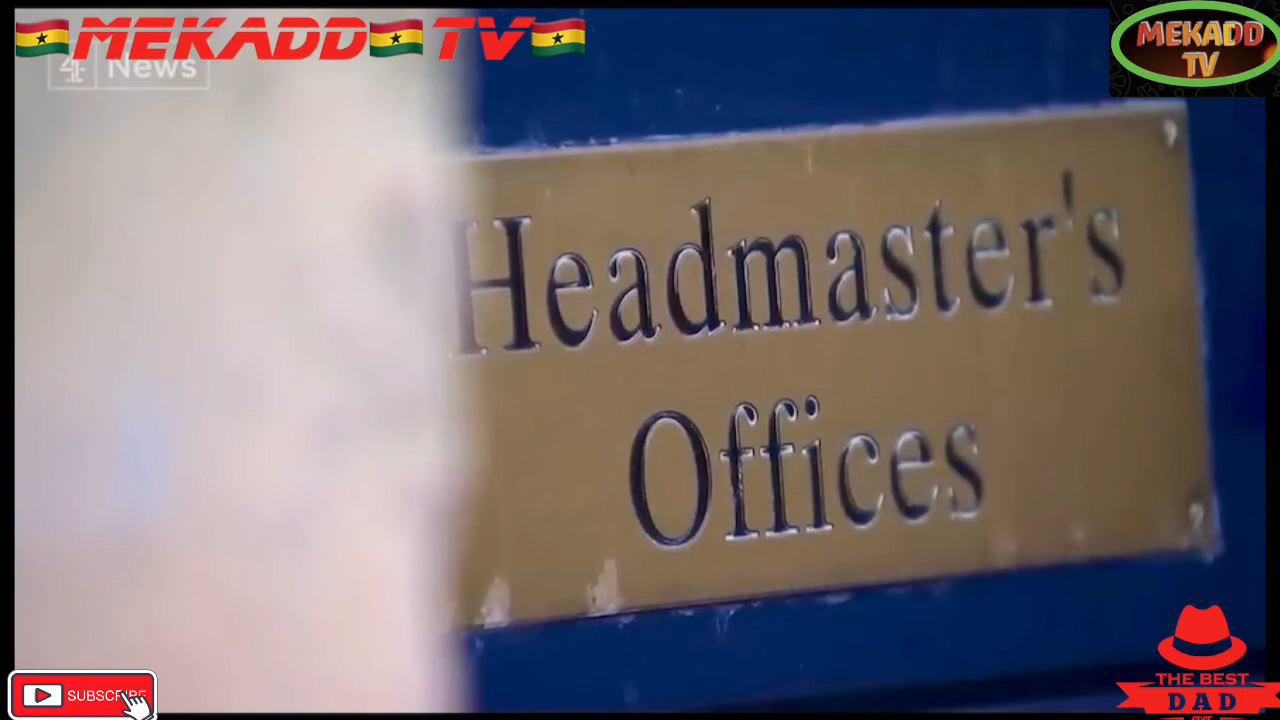 🇬🇭MEKADD🇬🇭TV🇬🇭
MEKADD
TV
4 News
Headmaster's
Offices
SUBSCRIBE
THE BEST
DAD